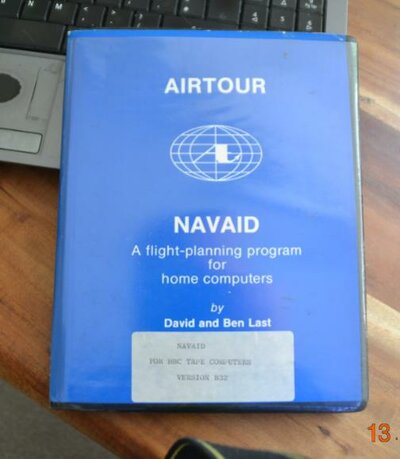 AIRTOUR
NAVAID
A flight-planning program
for
home computers
by
David and Ben Last
NAVAID
FOR BBC TAPE COMPUTERS
VERSION B32
13